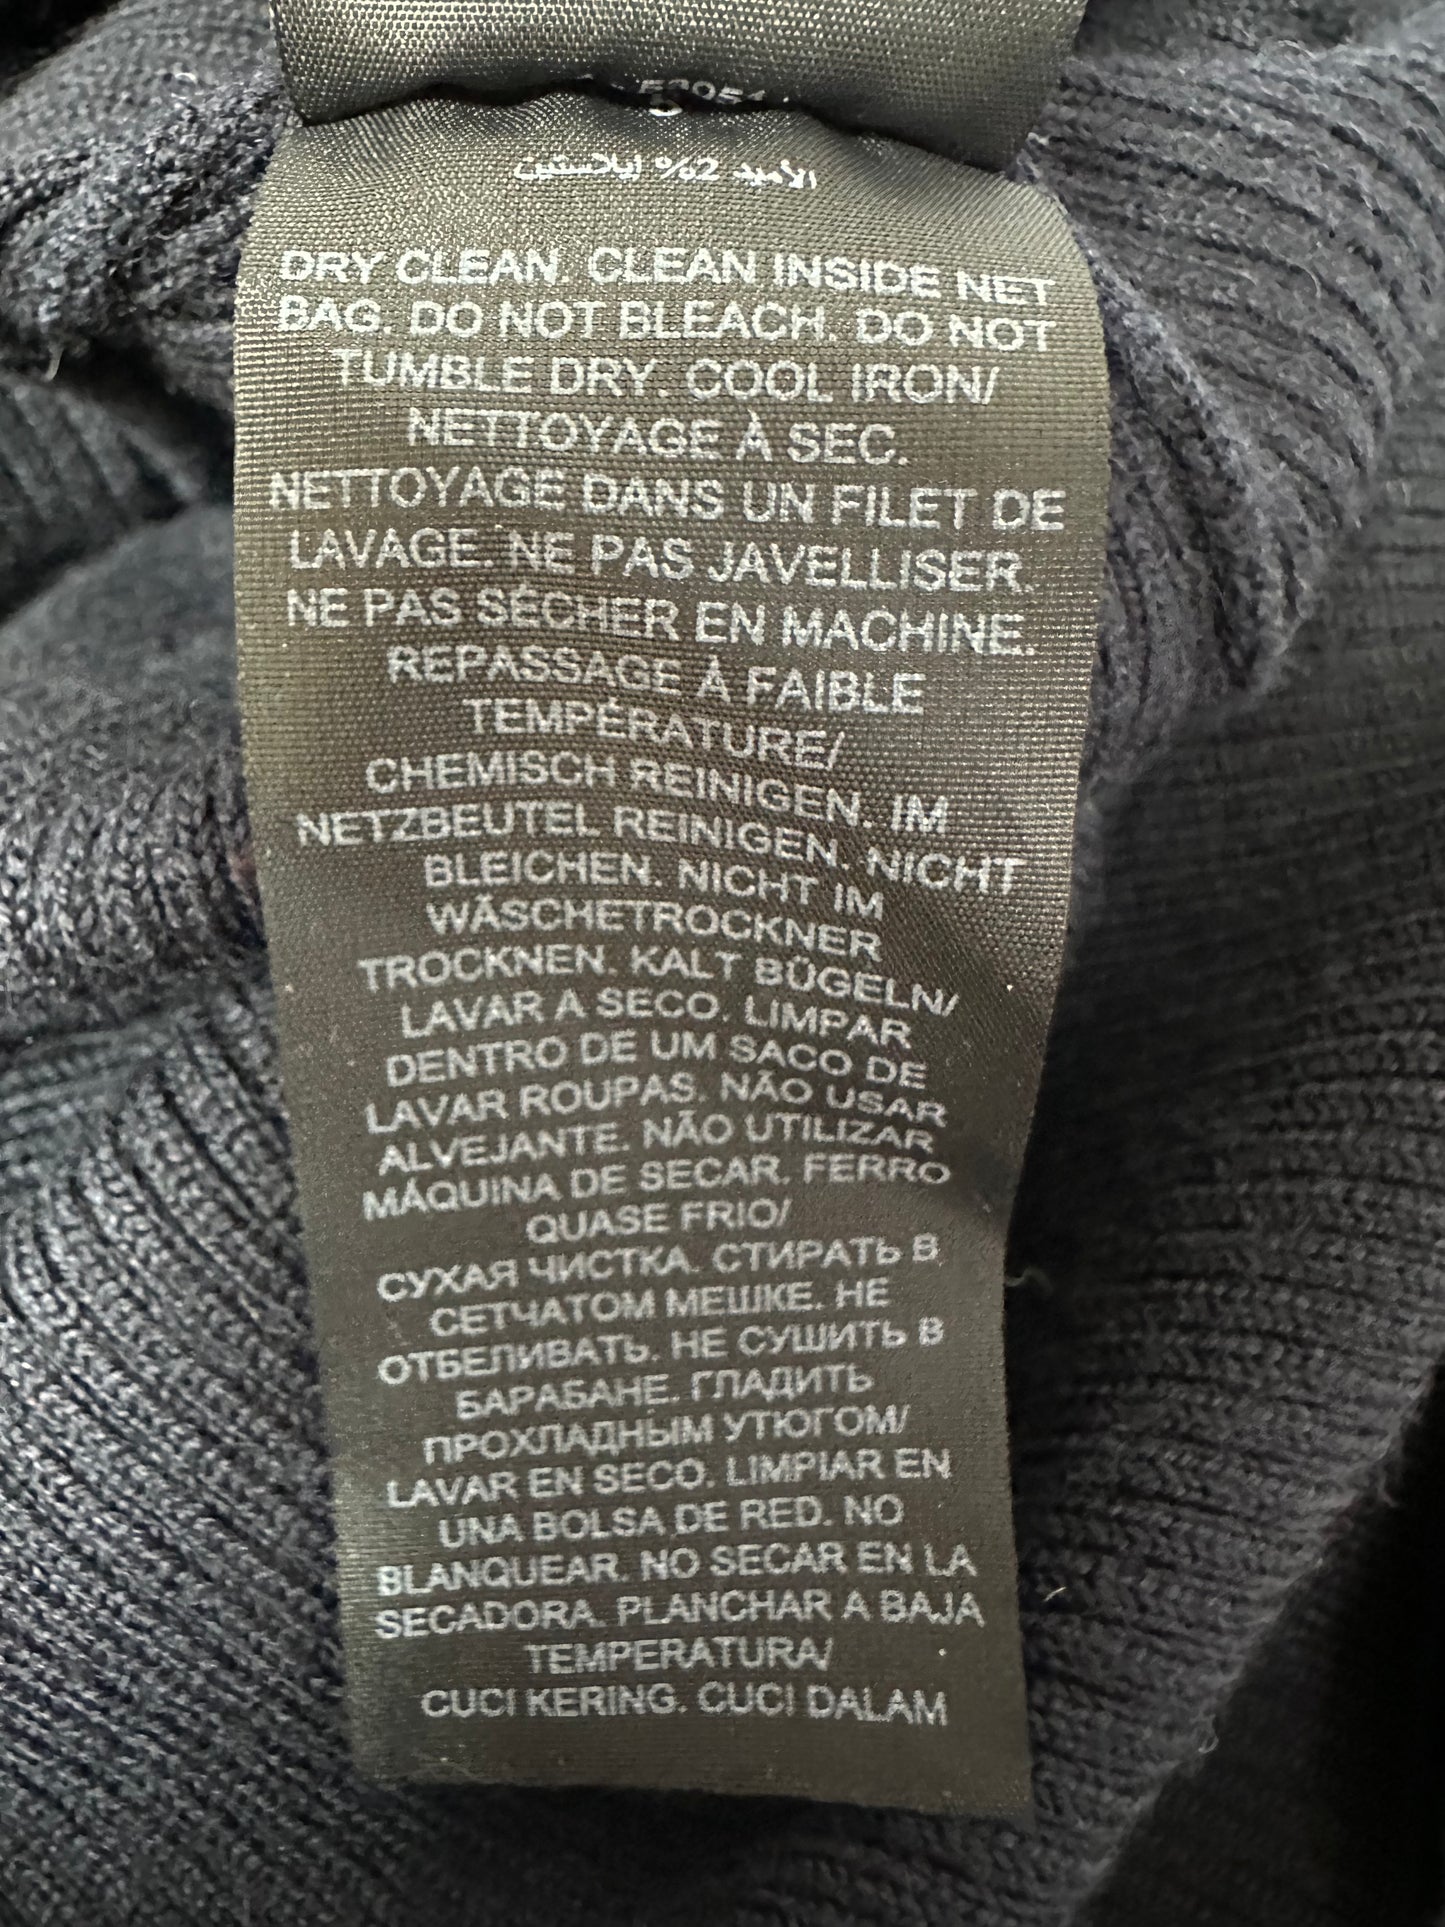 الأميد 2% إيلاستين
DRY CLEAN. CLEAN INSIDE NET
BAG. DO NOT BLEACH. DO NOT
TUMBLE DRY. COOL IRON/
NETTOYAGE À SEC.
NETTOYAGE DANS UN FILET DE
LAVAGE. NE PAS JAVELLISER.
NE PAS SÉCHER EN MACHINE.
REPASSAGE À FAIBLE
TEMPÉRATURE/
CHEMISCH REINIGEN. IM
NETZBEUTEL REINIGEN. NICHT
BLEICHEN. NICHT IM
WÄSCHETROCKNER
TROCKNEN. KALT BÜGELN/
LAVAR A SECO. LIMPAR
DENTRO DE UM SACO DE
LAVAR ROUPAS. NÃO USAR
ALVEJANTE. NÃO UTILIZAR
MÁQUINA DE SECAR. FERRO
QUASE FRIO/
СУХАЯ ЧИСТКА. СТИРАТЬ В
СЕТЧАТОМ МЕШКЕ. НЕ
ОТБЕЛИВАТЬ. НЕ СУШИТЬ В
БАРАБАНЕ. ГЛАДИТЬ
ПРОХЛАДНЫМ УТЮГОМ/
LAVAR EN SECO. LIMPIAR EN
UNA BOLSA DE RED. NO
BLANQUEAR. NO SECAR EN LA
SECADORA. PLANCHAR A BAJA
TEMPERATURA/
CUCI KERING. CUCI DALAM